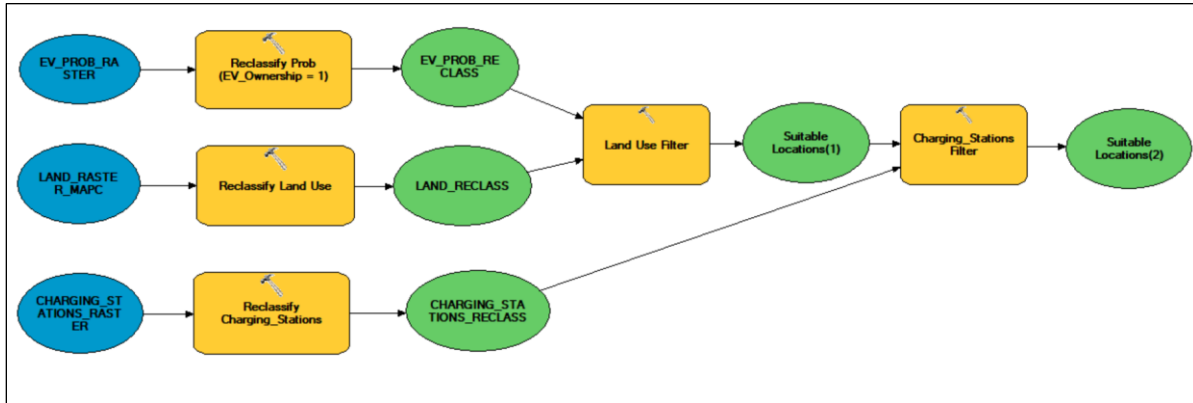 EV_PROB_RA
STER
Reclassify Prob
(EV_Ownership = 1)
EV_PROB_RE
CLASS
LAND_RASTE
R_MAPC
Reclassify Land Use
LAND_RECLASS
Land Use Filter
Suitable
Locations(1)
Charging_Stations
Filter
Suitable
Locations(2)
CHARGING_ST
ATIONS_RAST
ER
Reclassify
Charging_Stations
CHARGING_STA
TIONS_RECLASS